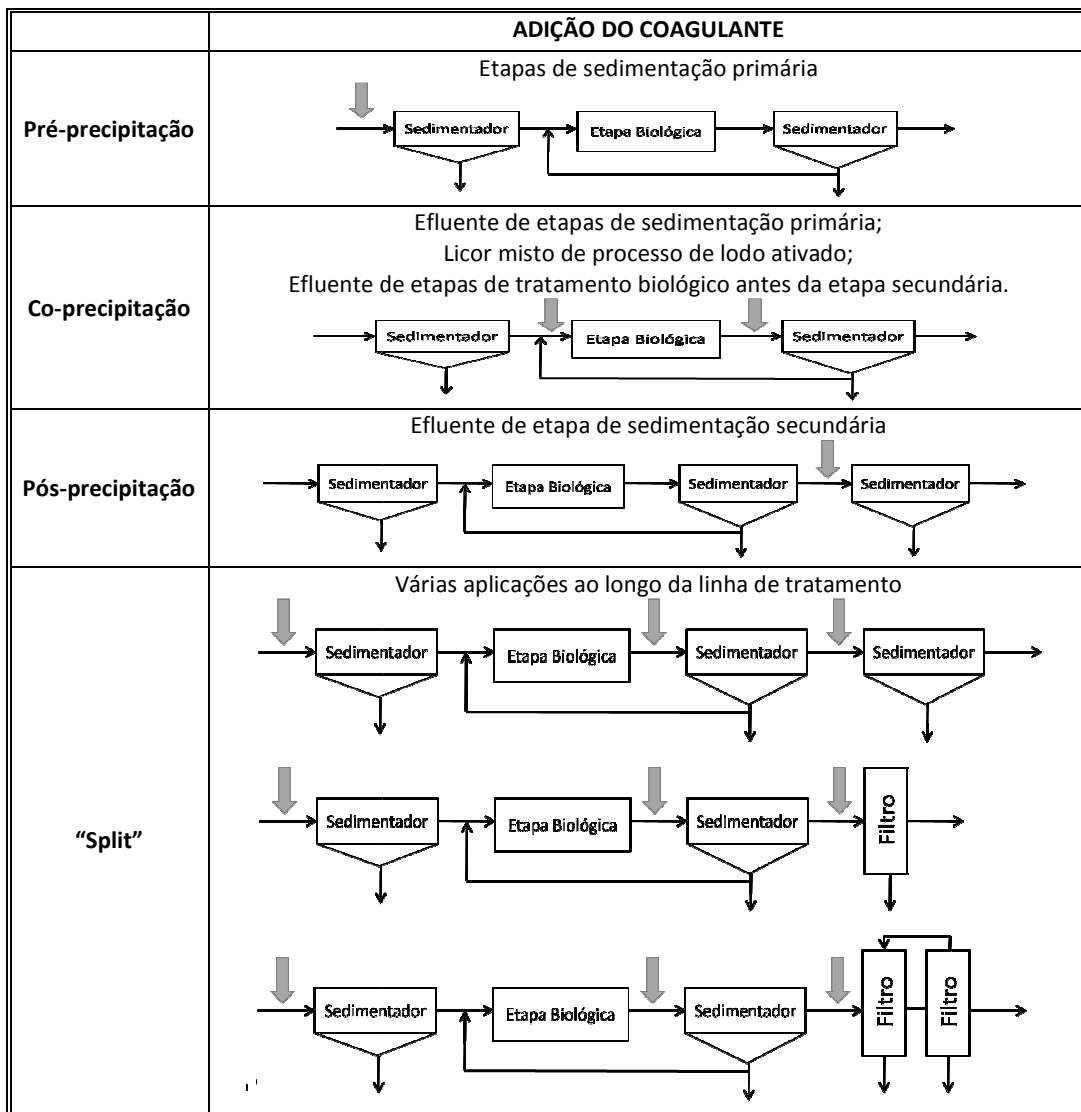 ADIÇÃO DO COAGULANTE
Pré-precipitação
Etapas de sedimentação primária
Sedimentador
Etapa Biológica
Sedimentador
Co-precipitação
Efluente de etapas de sedimentação primária;
Licor misto de processo de lodo ativado;
Efluente de etapas de tratamento biológico antes da etapa secundária.
Sedimentador
Etapa Biológica
Sedimentador
Pós-precipitação
Efluente de etapa de sedimentação secundária
Sedimentador
Etapa Biológica
Sedimentador
Sedimentador
“Split”
Várias aplicações ao longo da linha de tratamento
Sedimentador
Etapa Biológica
Sedimentador
Sedimentador
Sedimentador
Etapa Biológica
Sedimentador
Filtro
Sedimentador
Etapa Biológica
Sedimentador
Filtro
Filtro